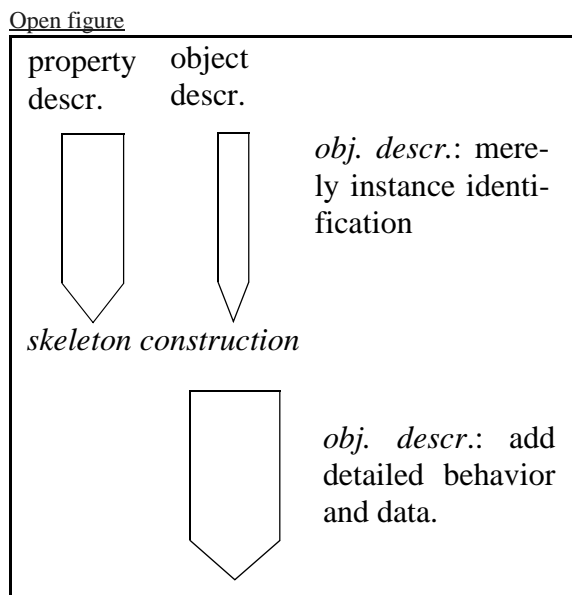 Open figure
property object
descr. descr.
obj. descr.: mere-
ly instance identi-
fication
skeleton construction
obj. descr.: add
detailed behavior
and data.